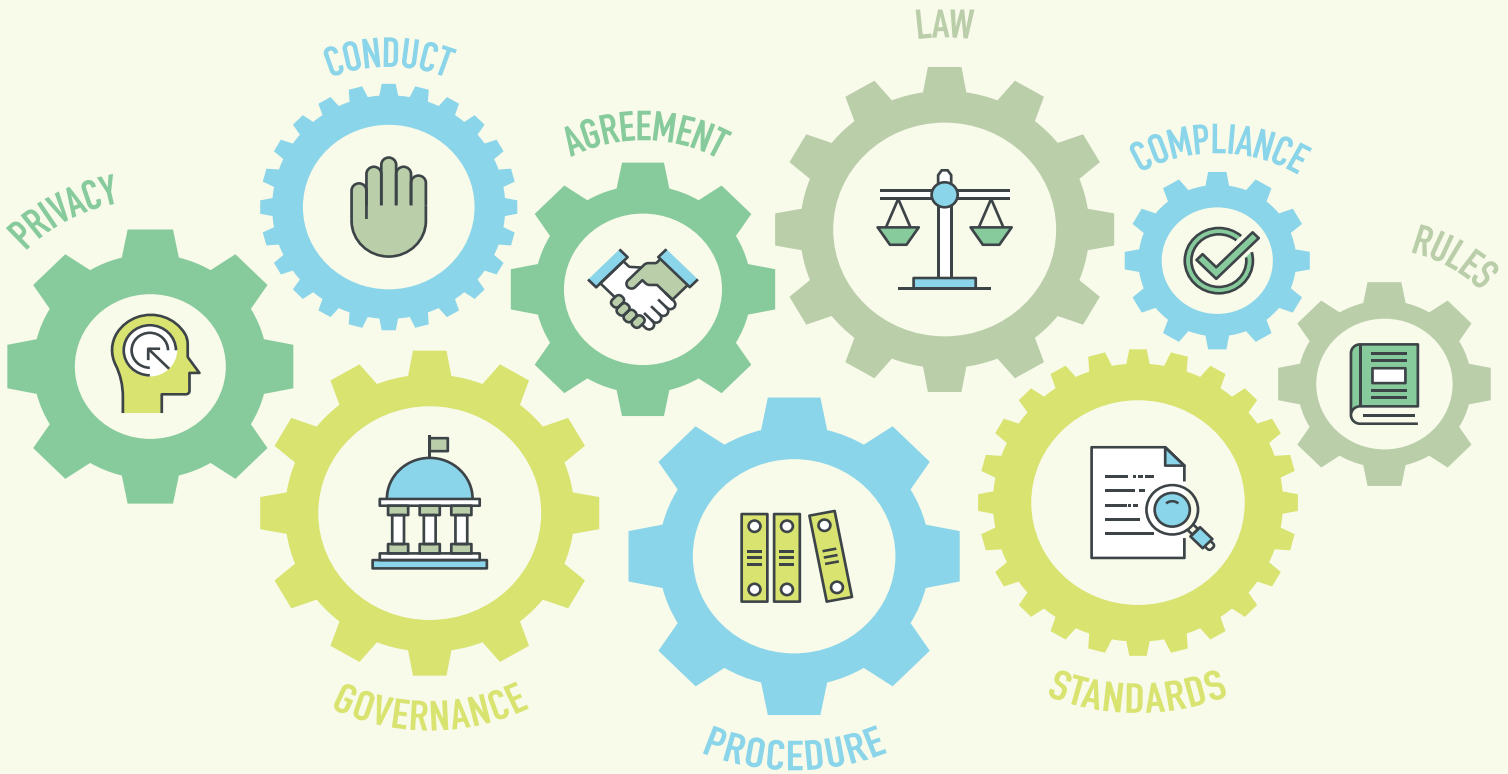 PRIVACY
CONDUCT
AGREEMENT
LAW
COMPLIANCE
RULES
GOVERNANCE
PROCEDURE
STANDARDS